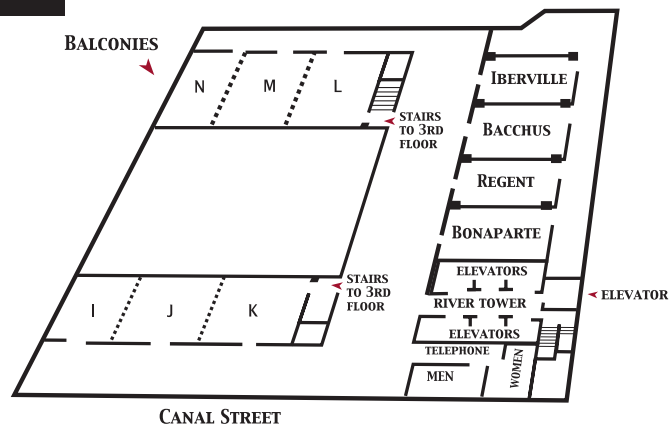 BALCONIES
N
M
L
STAIRS
TO 3RD
FLOOR
IBERVILLE
BACCHUS
REGENT
BONAPARTE
ELEVATORS
RIVER TOWER
ELEVATORS
ELEVATOR
STAIRS
TO 3RD
FLOOR
I
J
K
TELEPHONE
MEN
WOMEN
CANAL STREET